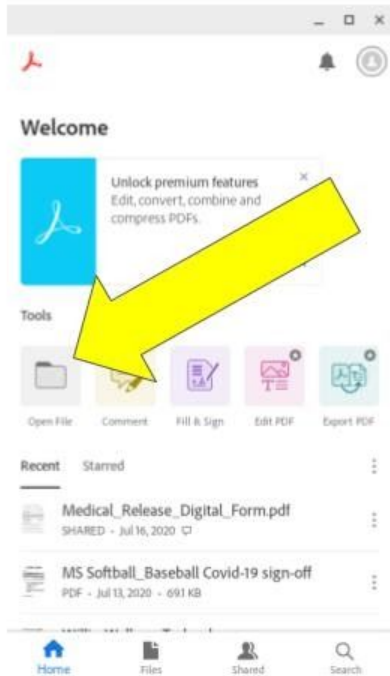 Welcome
Unlock premium features
Edit, convert, combine and
compress PDFs.
Tools
Open File
Comment
Fill & Sign
Edit PDF
Export PDF
Recent
Starred
Medical_Release_Digital_Form.pdf
SHARED - Jul 16, 2020
MS Softball_Baseball Covid-19 sign-off
PDF - Jul 13, 2020 - 691 KB
Home
Files
Shared
Search